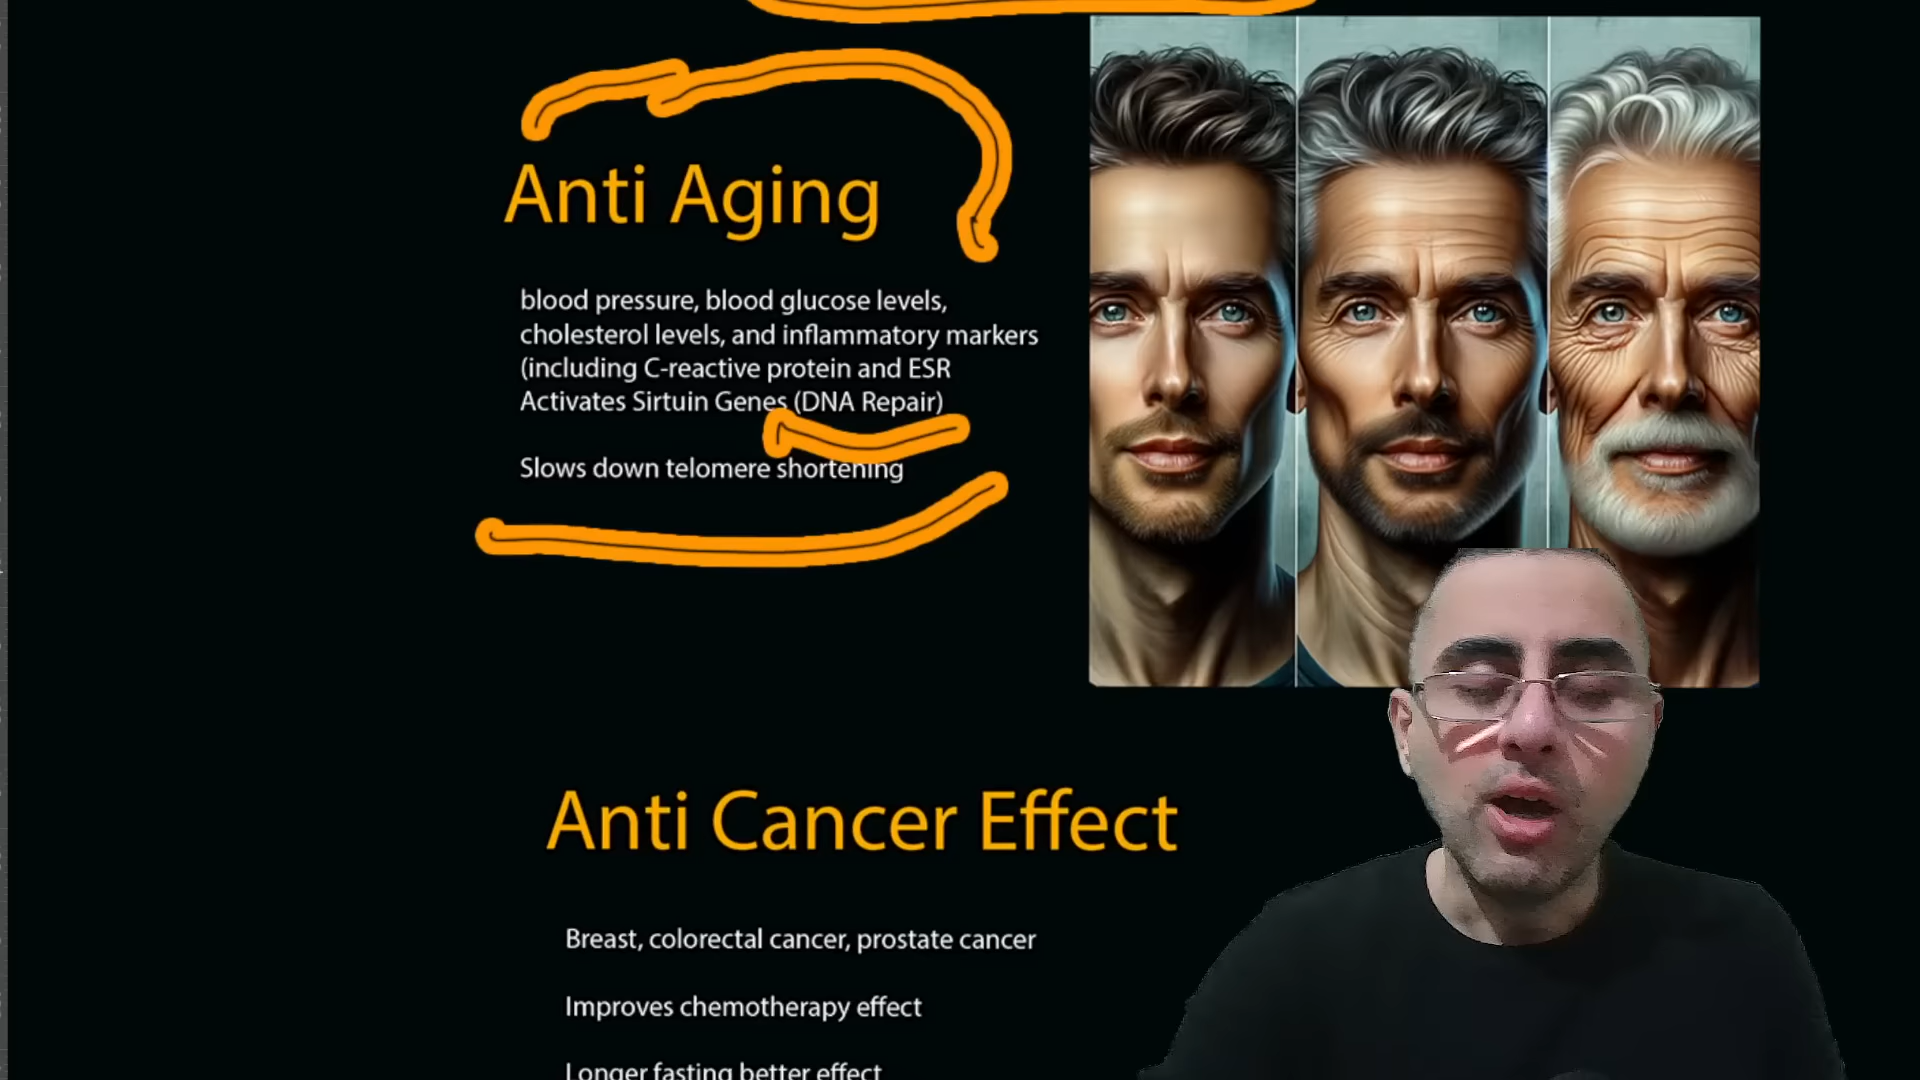 Anti Aging
blood pressure, blood glucose levels,
cholesterol levels, and inflammatory markers
(including C-reactive protein and ESR
Activates Sirtuin Genes (DNA Repair)
Slows down telomere shortening
Anti Cancer Effect
Breast, colorectal cancer, prostate cancer
Improves chemotherapy effect
Longer fasting better effect